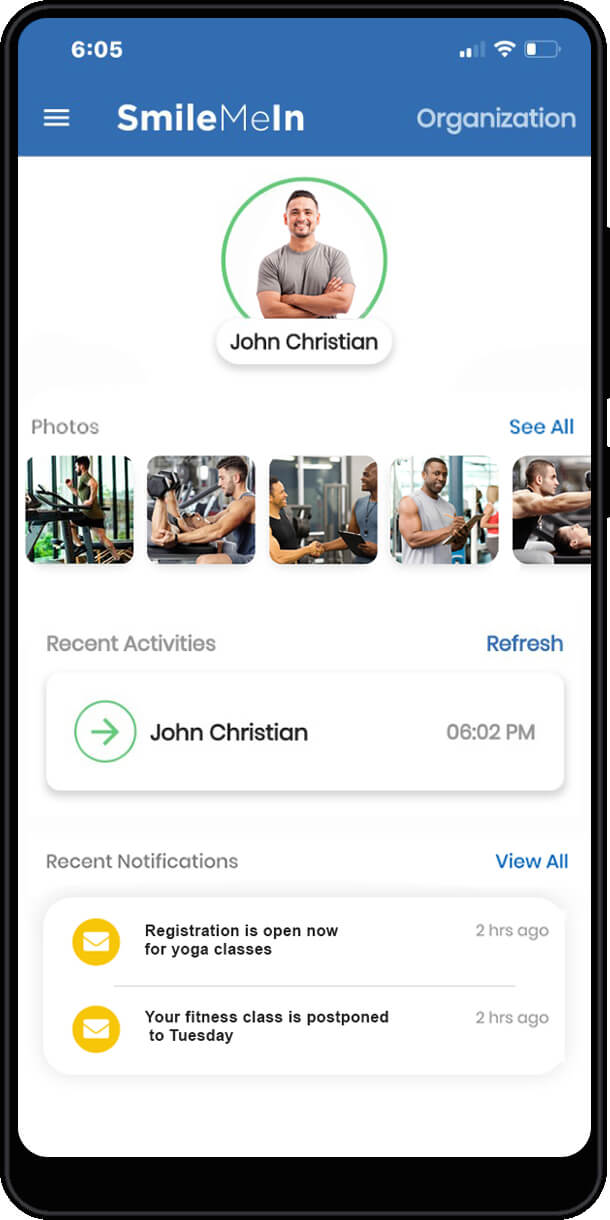 6:05
SmileMeIn Organization
John Christian
Photos See All
Recent Activities Refresh
John Christian 06:02 PM
Recent Notifications View All
Registration is open now 2 hrs ago
for yoga classes
Your fitness class is postponed 2 hrs ago
to Tuesday